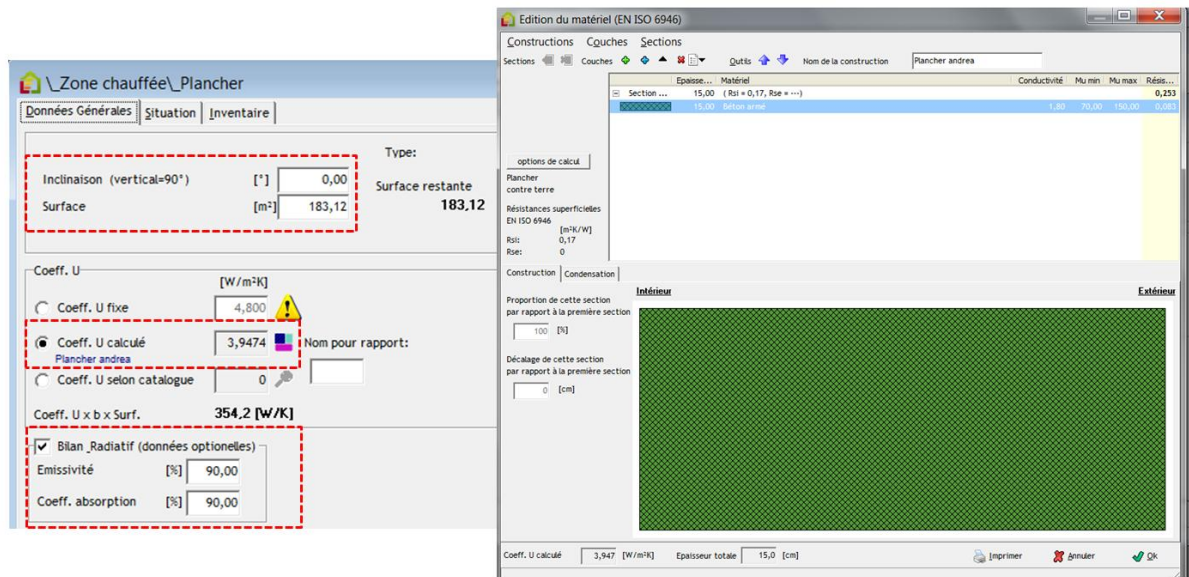 \_Zone chauffée\_Plancher
Données Générales Situation Inventaire
Type:
Inclinaison (vertical=90°) [°] 0,00
Surface restante
Surface [m²] 183,12 183,12
Coeff. U
[W/m²K]
Coeff. U fixe 4,800
Coeff. U calculé 3,9474 Nom pour rapport:
Plancher andrea
Coeff. U selon catalogue 0
Coeff. U x b x Surf. 354,2 [W/K]
Bilan_Radiatif (données optionelles)
Emissivité [%] 90,00
Coeff. absorption [%] 90,00
Edition du matériel (EN ISO 6946)
Constructions Couches Sections
Sections Couches Outils Nom de la construction Plancher andrea
Epaisse... Matériel Conductivité Mu min Mu max Résis...
Section ... 15,00 ( Rsi = 0,17, Rse = ---) 0,253
15,00 Béton armé 1,80 70,00 150,00 0,083
options de calcul
Plancher
contre terre
Résistances superficielles
EN ISO 6946
[m²K/W]
Rsi: 0,17
Rse: 0
Construction Condensation
Intérieur Extérieur
Proportion de cette section
par rapport à la première section
100 [%]
Décalage de cette section
par rapport à la première section
0 [cm]
Coeff. U calculé 3,947 [W/m²K] Epaisseur totale 15,0 [cm] Imprimer Annuler Ok